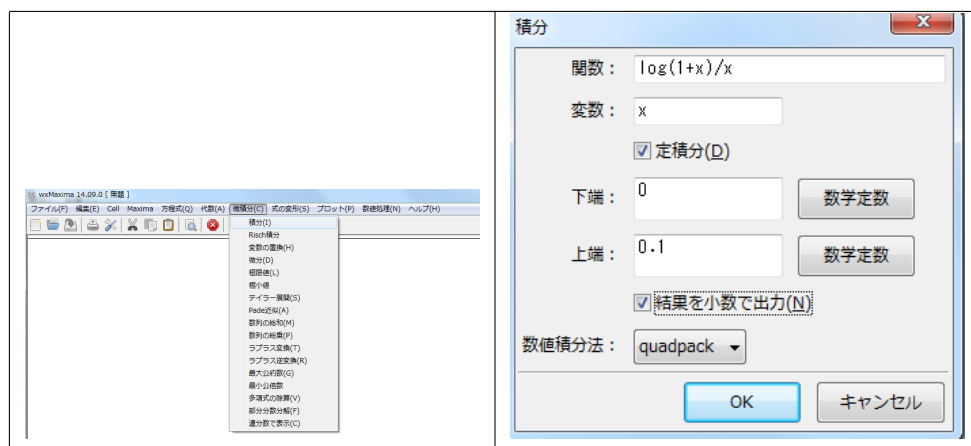 wxMaxima 14.09.0 [ 無題 ]
ファイル(F) 編集(E) Cell Maxima 方程式(Q) 代数(A) 微積分(C) 式の変形(S) プロット(P) 数値処理(N) ヘルプ(H)
積分(I)
Risch積分
変数の置換(H)
微分(D)
極限値(L)
極小値
テイラー展開(S)
Pade近似(A)
数列の総和(M)
数列の総乗(P)
ラプラス変換(T)
ラプラス逆変換(R)
最大公約数(G)
最小公倍数
多項式の除算(V)
部分分数分解(F)
連分数で表示(C)
積分
関数： log(1+x)/x
変数： x
定積分(D)
下端： 0 数学定数
上端： 0.1 数学定数
結果を小数で出力(N)
数値積分法： quadpack
OK キャンセル